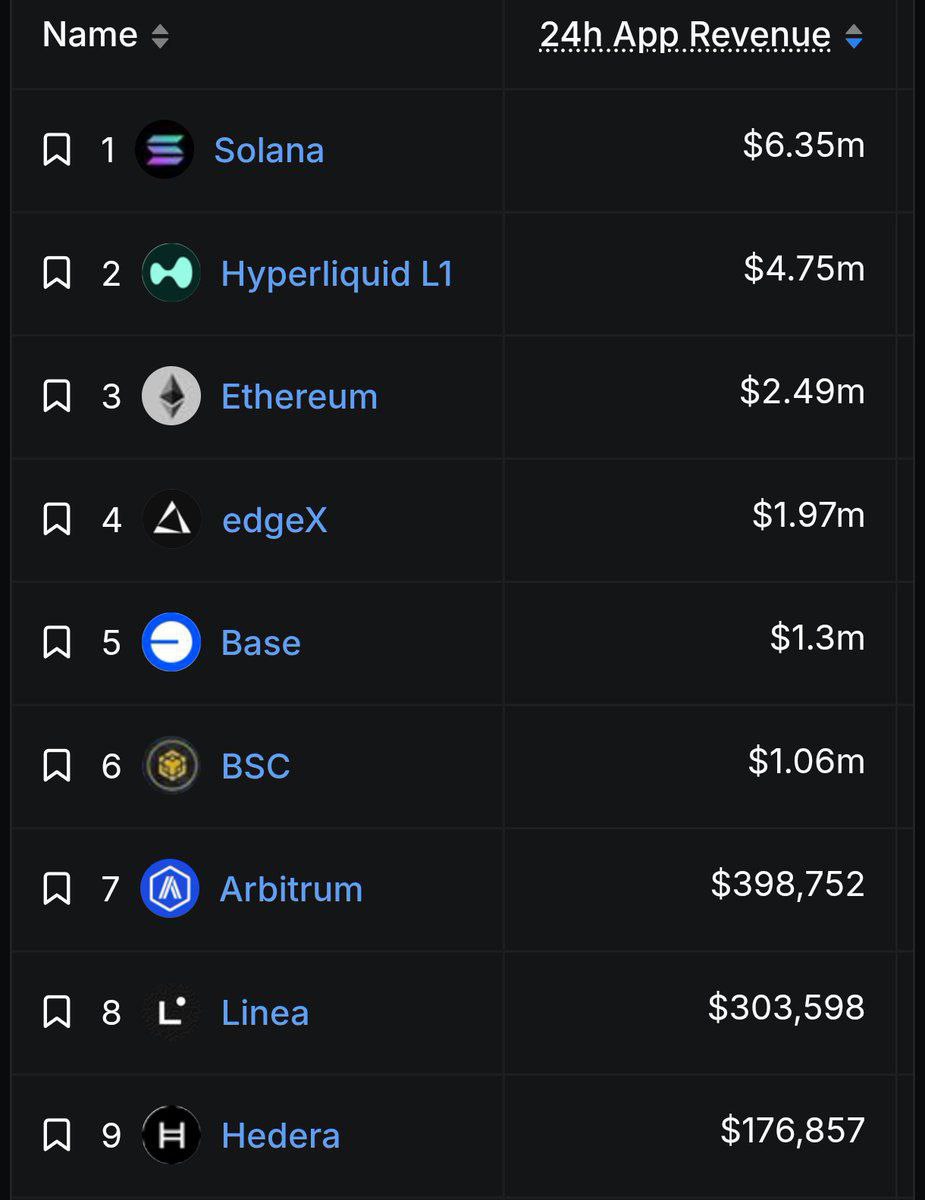 Name 24h App Revenue
1 Solana $6.35m
2 Hyperliquid L1 $4.75m
3 Ethereum $2.49m
4 edgeX $1.97m
5 Base $1.3m
6 BSC $1.06m
7 Arbitrum $398,752
8 Linea $303,598
9 Hedera $176,857